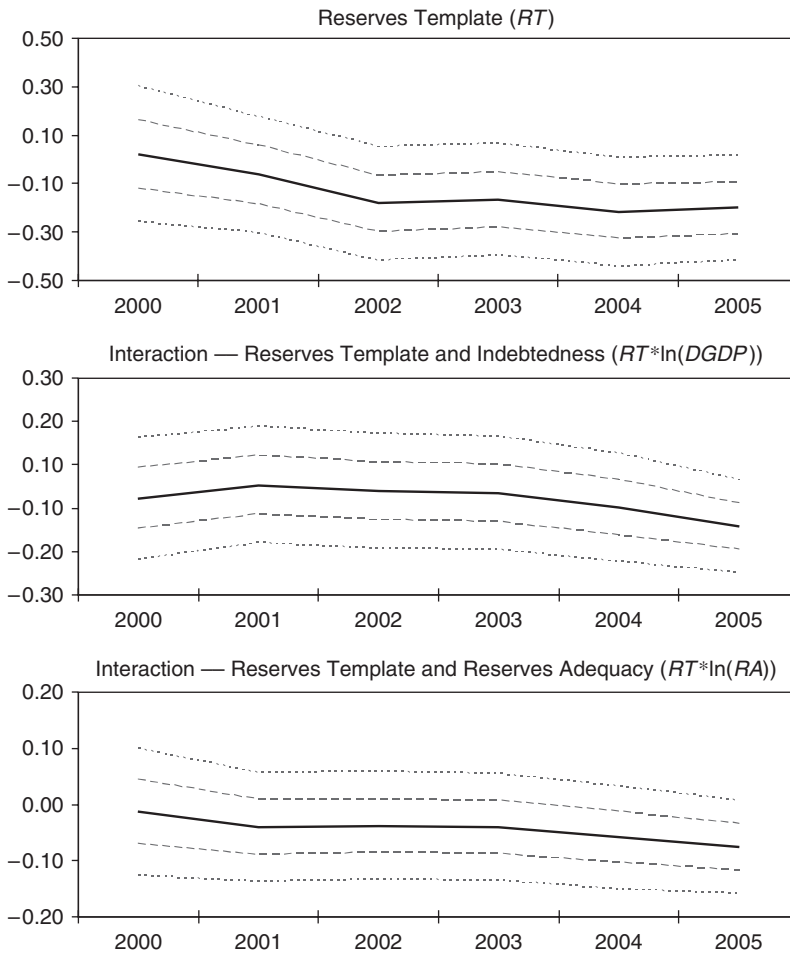 Reserves Template (RT)
0.50
0.30
0.10
−0.10
−0.30
−0.50
2000 2001 2002 2003 2004 2005
Interaction — Reserves Template and Indebtedness (RT*ln(DGDP))
0.30
0.20
0.10
−0.10
−0.20
−0.30
2000 2001 2002 2003 2004 2005
Interaction — Reserves Template and Reserves Adequacy (RT*ln(RA))
0.20
0.10
0.00
−0.10
−0.20
2000 2001 2002 2003 2004 2005